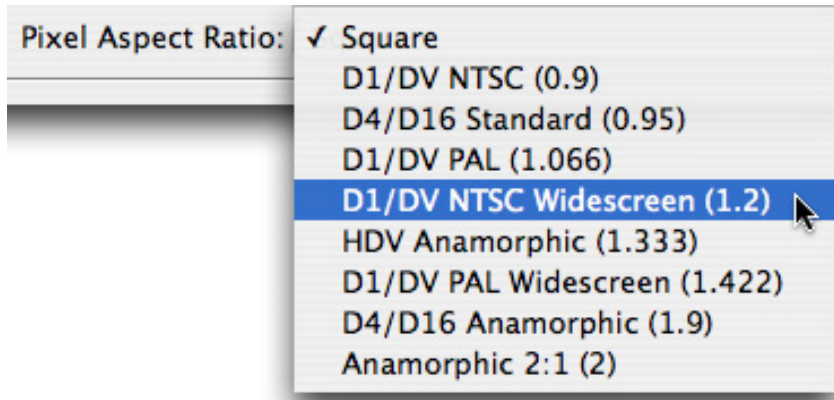 Pixel Aspect Ratio: ✓ Square
D1/DV NTSC (0.9)
D4/D16 Standard (0.95)
D1/DV PAL (1.066)
D1/DV NTSC Widescreen (1.2)
HDV Anamorphic (1.333)
D1/DV PAL Widescreen (1.422)
D4/D16 Anamorphic (1.9)
Anamorphic 2:1 (2)